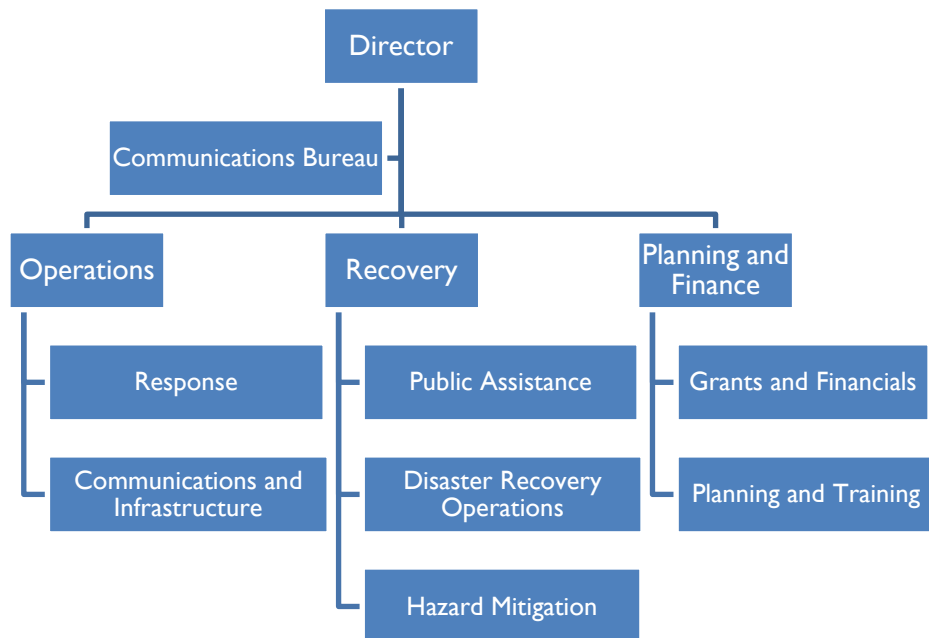 Director
Communications Bureau
Operations
Recovery
Planning and
Finance
Response
Public Assistance
Grants and Financials
Communications and
Infrastructure
Disaster Recovery
Operations
Planning and Training
Hazard Mitigation